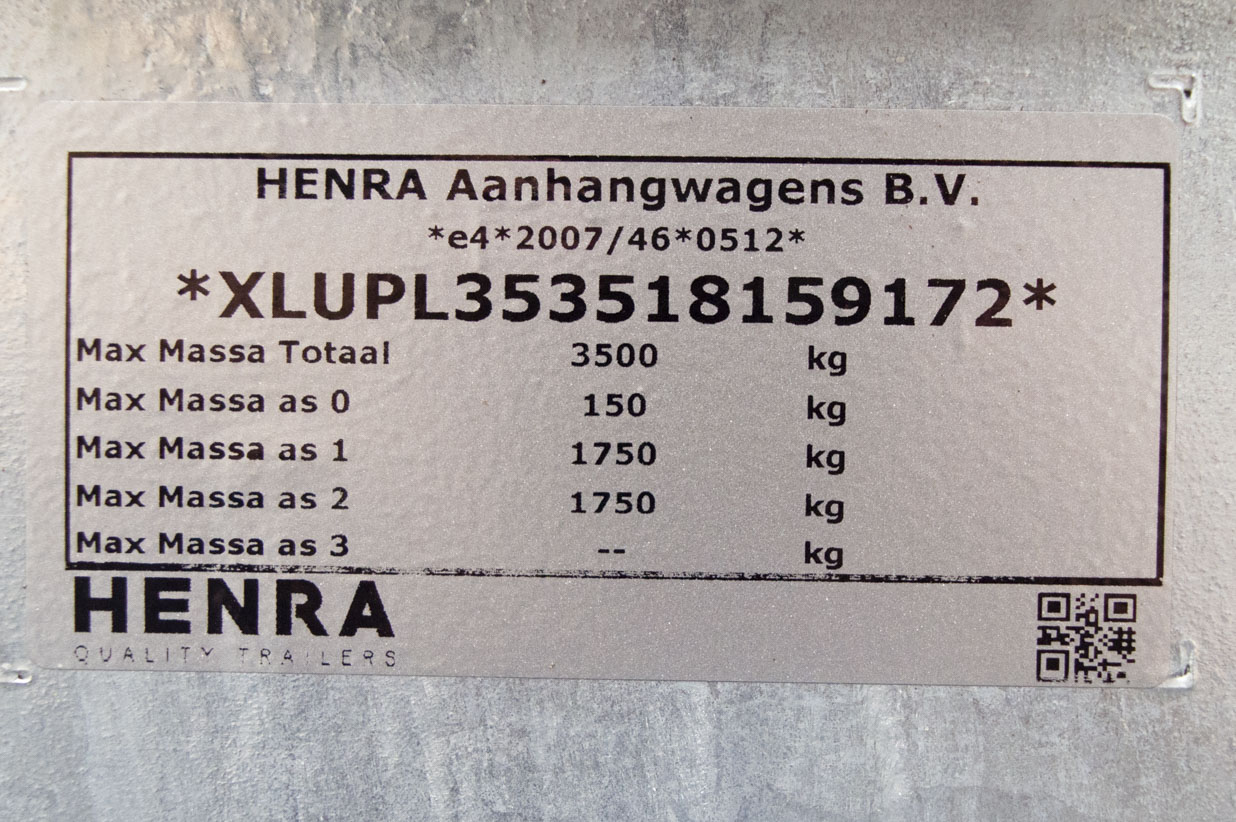 HENRA Aanhangwagens B.V.
*e4*2007/46*0512*
*XLUPL353518159172*
Max Massa Totaal 3500 kg
Max Massa as 0 150 kg
Max Massa as 1 1750 kg
Max Massa as 2 1750 kg
Max Massa as 3 -- kg
HENRA
QUALITY TRAILERS